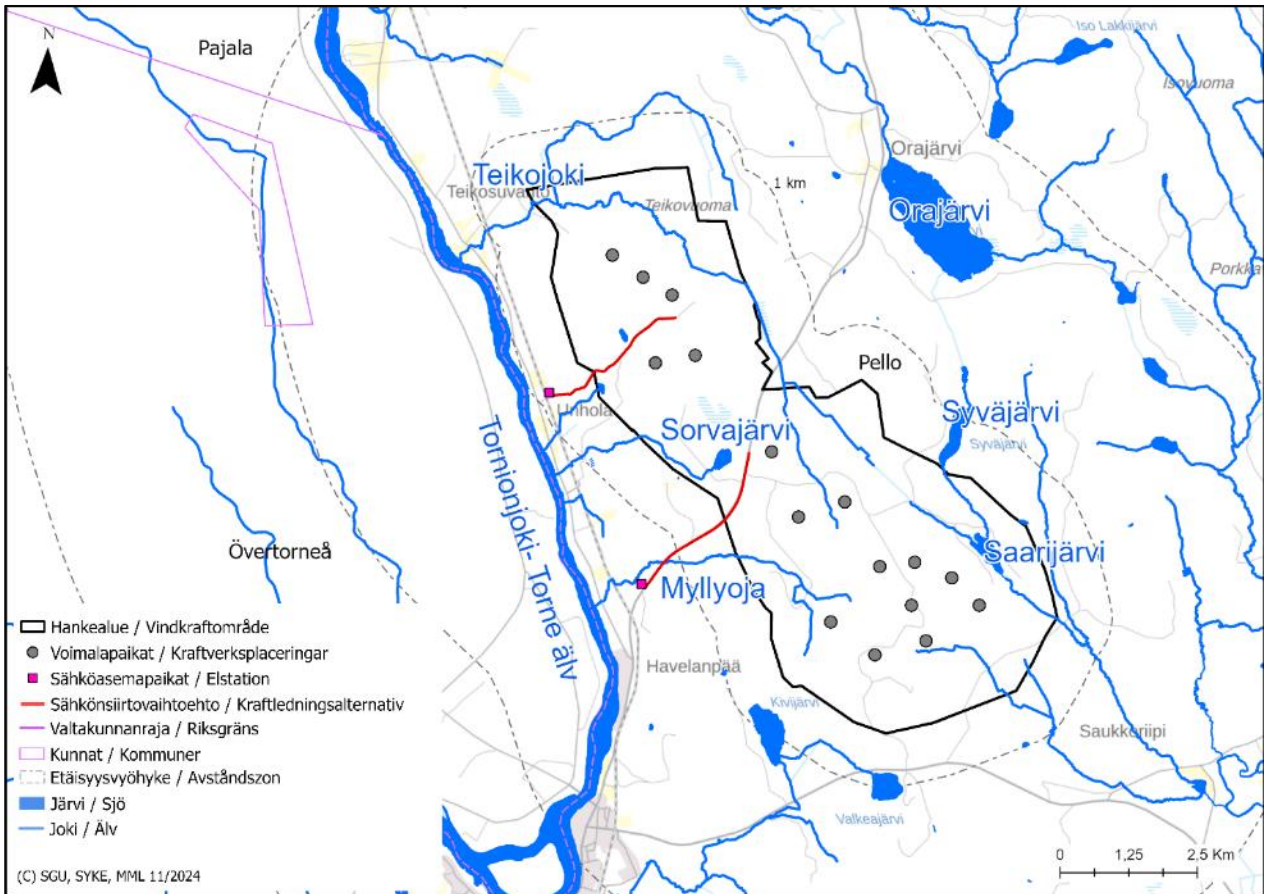 N
Pajala
Iso Lakkijärvi
Isovuoma
Orajärvi
Teikojoki
1 km
Teikosuvanto
Teikovuoma
Orajärvi
Porkka
Pello
Urihola
Sorvajärvi
Syväjärvi
Syväjärvi
Tornionjoki- Torne älv
Övertorneå
Saarijärvi
Myllyoja
Havelanpää
Kivijärvi
Saukkoriipi
Valkeajärvi
Hankealue / Vindkraftområde
Voimalapaikat / Kraftverksplaceringar
Sähköasemapaikat / Elstation
Sähkönsiirtovaihtoehto / Kraftledningsalternativ
Valtakunnanraja / Riksgräns
Kunnat / Kommuner
Etäisyysvyöhyke / Avståndszon
Järvi / Sjö
Joki / Älv
0 1,25 2,5 Km
(C) SGU, SYKE, MML 11/2024